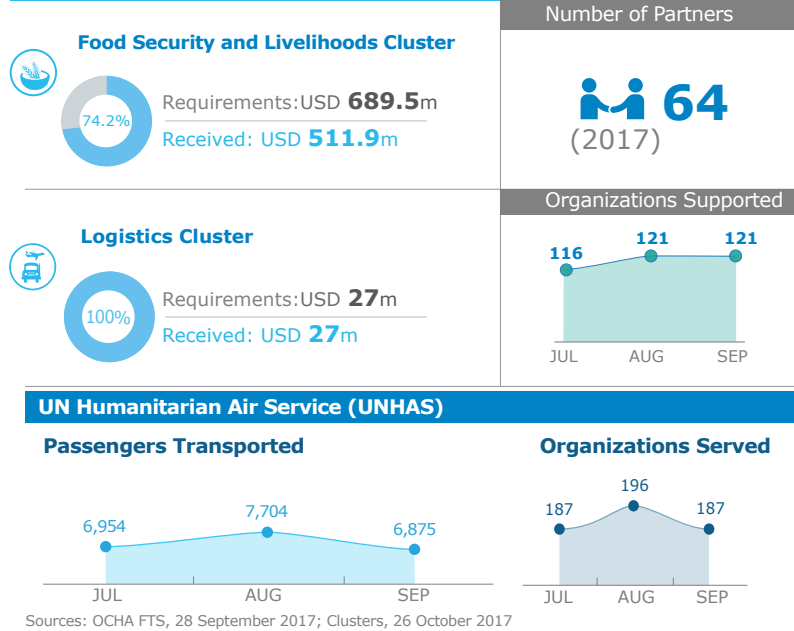 Number of Partners
Food Security and Livelihoods Cluster
74.2%
Requirements:USD 689.5m
Received: USD 511.9m
64
(2017)
Organizations Supported
Logistics Cluster
100%
Requirements:USD 27m
Received: USD 27m
116 121 121
JUL AUG SEP
UN Humanitarian Air Service (UNHAS)
Passengers Transported
6,954 7,704 6,875
JUL AUG SEP
Organizations Served
187 196 187
JUL AUG SEP
Sources: OCHA FTS, 28 September 2017; Clusters, 26 October 2017